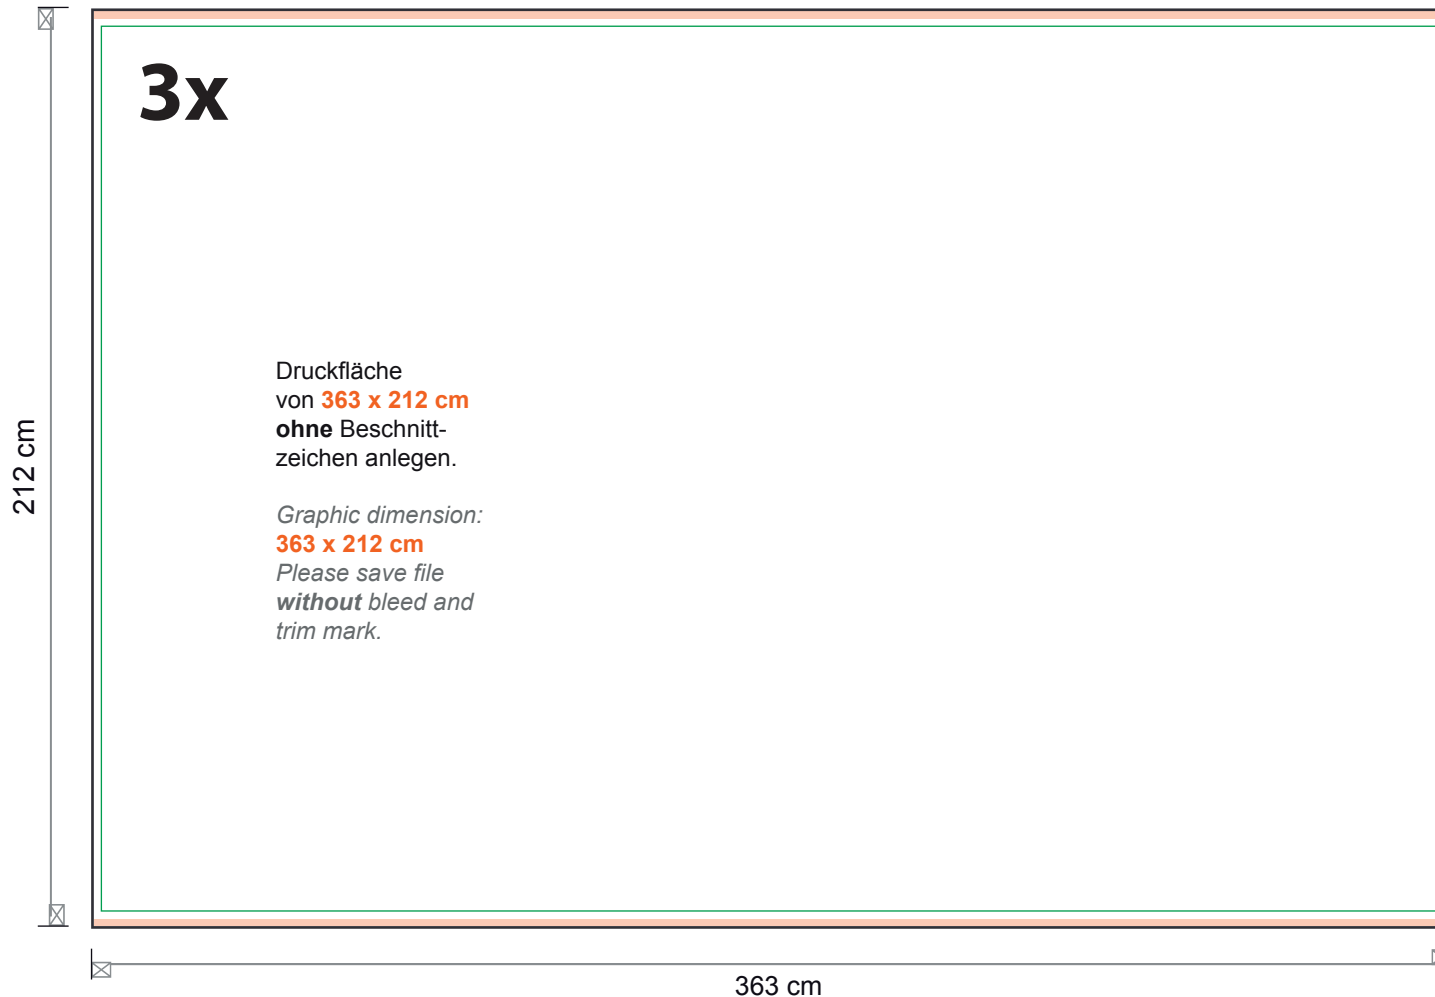 3x
Druckfläche
von 363 x 212 cm
ohne Beschnitt-
zeichen anlegen.
Graphic dimension:
363 x 212 cm
Please save file
without bleed and
trim mark.
212 cm
363 cm